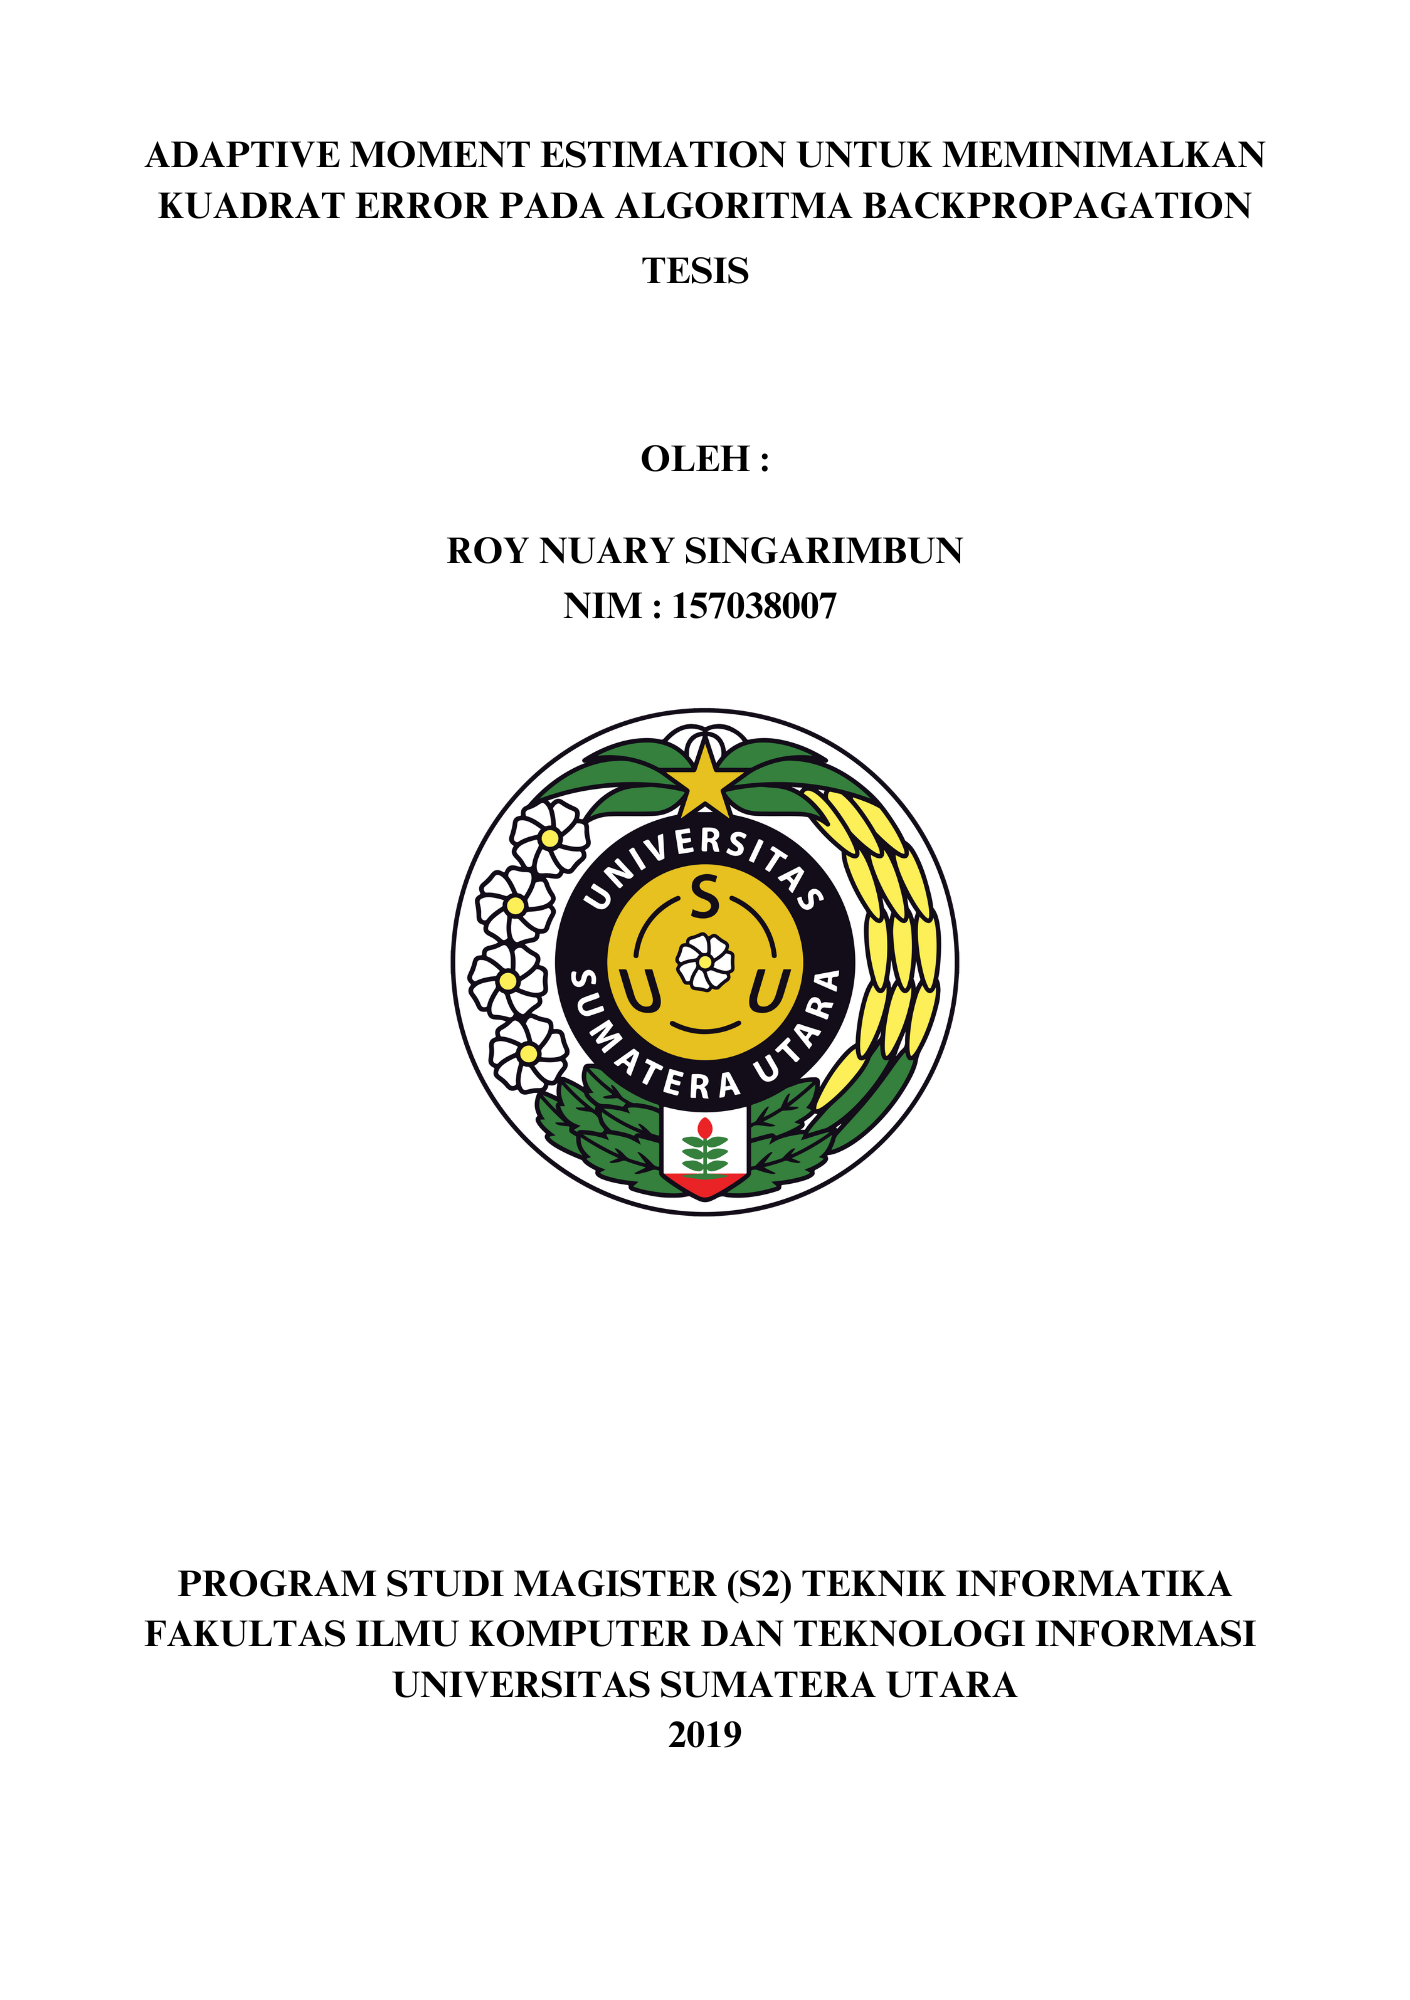 ADAPTIVE MOMENT ESTIMATION UNTUK MEMINIMALKAN
KUADRAT ERROR PADA ALGORITMA BACKPROPAGATION
TESIS
OLEH :
ROY NUARY SINGARIMBUN
NIM : 157038007
UNIVERSITAS
S
U U
SUMATERA UTARA
PROGRAM STUDI MAGISTER (S2) TEKNIK INFORMATIKA
FAKULTAS ILMU KOMPUTER DAN TEKNOLOGI INFORMASI
UNIVERSITAS SUMATERA UTARA
2019